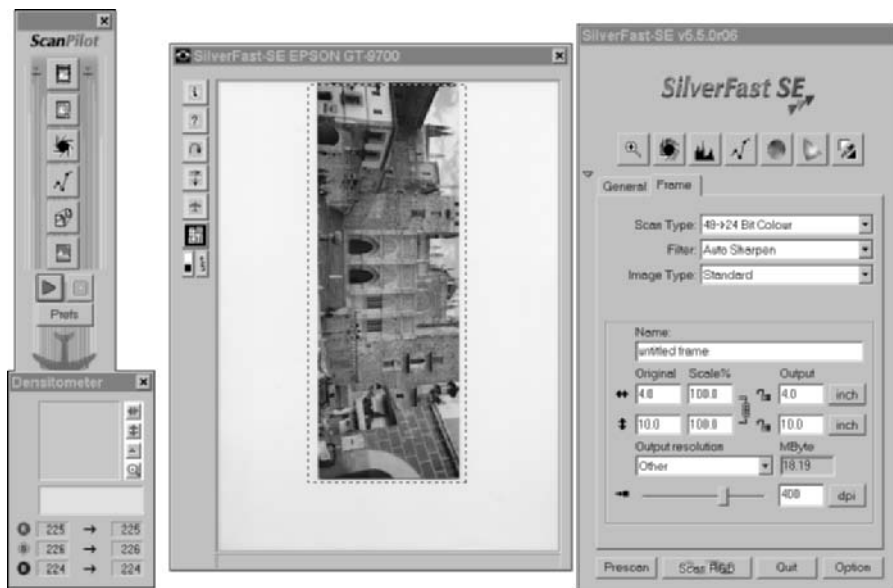 ScanPilot
Prefs
Densitometer
225 → 225
226 → 226
224 → 224
SilverFast-SE EPSON GT-9700
SilverFast-SE v5.5.0r06
SilverFast SE
General Frame
Scan Type: 48->24 Bit Colour
Filter: Auto Sharpen
Image Type: Standard
Name:
untitled frame
Original Scale% Output
4.0 100.0 4.0 inch
10.0 100.0 10.0 inch
Output resolution MByte
Other 18.19
400 dpi
Prescan Scan RGB Quit Option